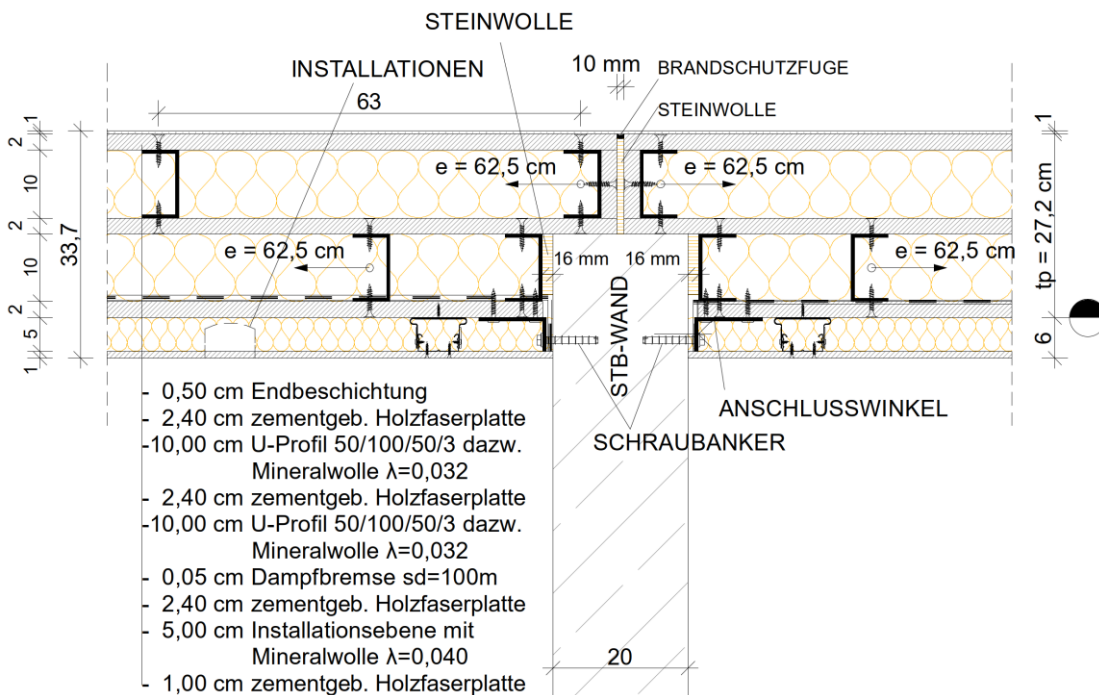 STEINWOLLE
INSTALLATIONEN
10 mm
BRANDSCHUTZFUGE
63
STEINWOLLE
1
2
10
2
10
2
5
1
33,7
e = 62,5 cm
e = 62,5 cm
e = 62,5 cm
e = 62,5 cm
16 mm
16 mm
1
tp = 27,2 cm
6
STB-WAND
ANSCHLUSSWINKEL
SCHRAUBANKER
- 0,50 cm Endbeschichtung
- 2,40 cm zementgeb. Holzfaserplatte
-10,00 cm U-Profil 50/100/50/3 dazw.
Mineralwolle λ=0,032
- 2,40 cm zementgeb. Holzfaserplatte
-10,00 cm U-Profil 50/100/50/3 dazw.
Mineralwolle λ=0,032
- 0,05 cm Dampfbremse sd=100m
- 2,40 cm zementgeb. Holzfaserplatte
- 5,00 cm Installationsebene mit
Mineralwolle λ=0,040
- 1,00 cm zementgeb. Holzfaserplatte
20